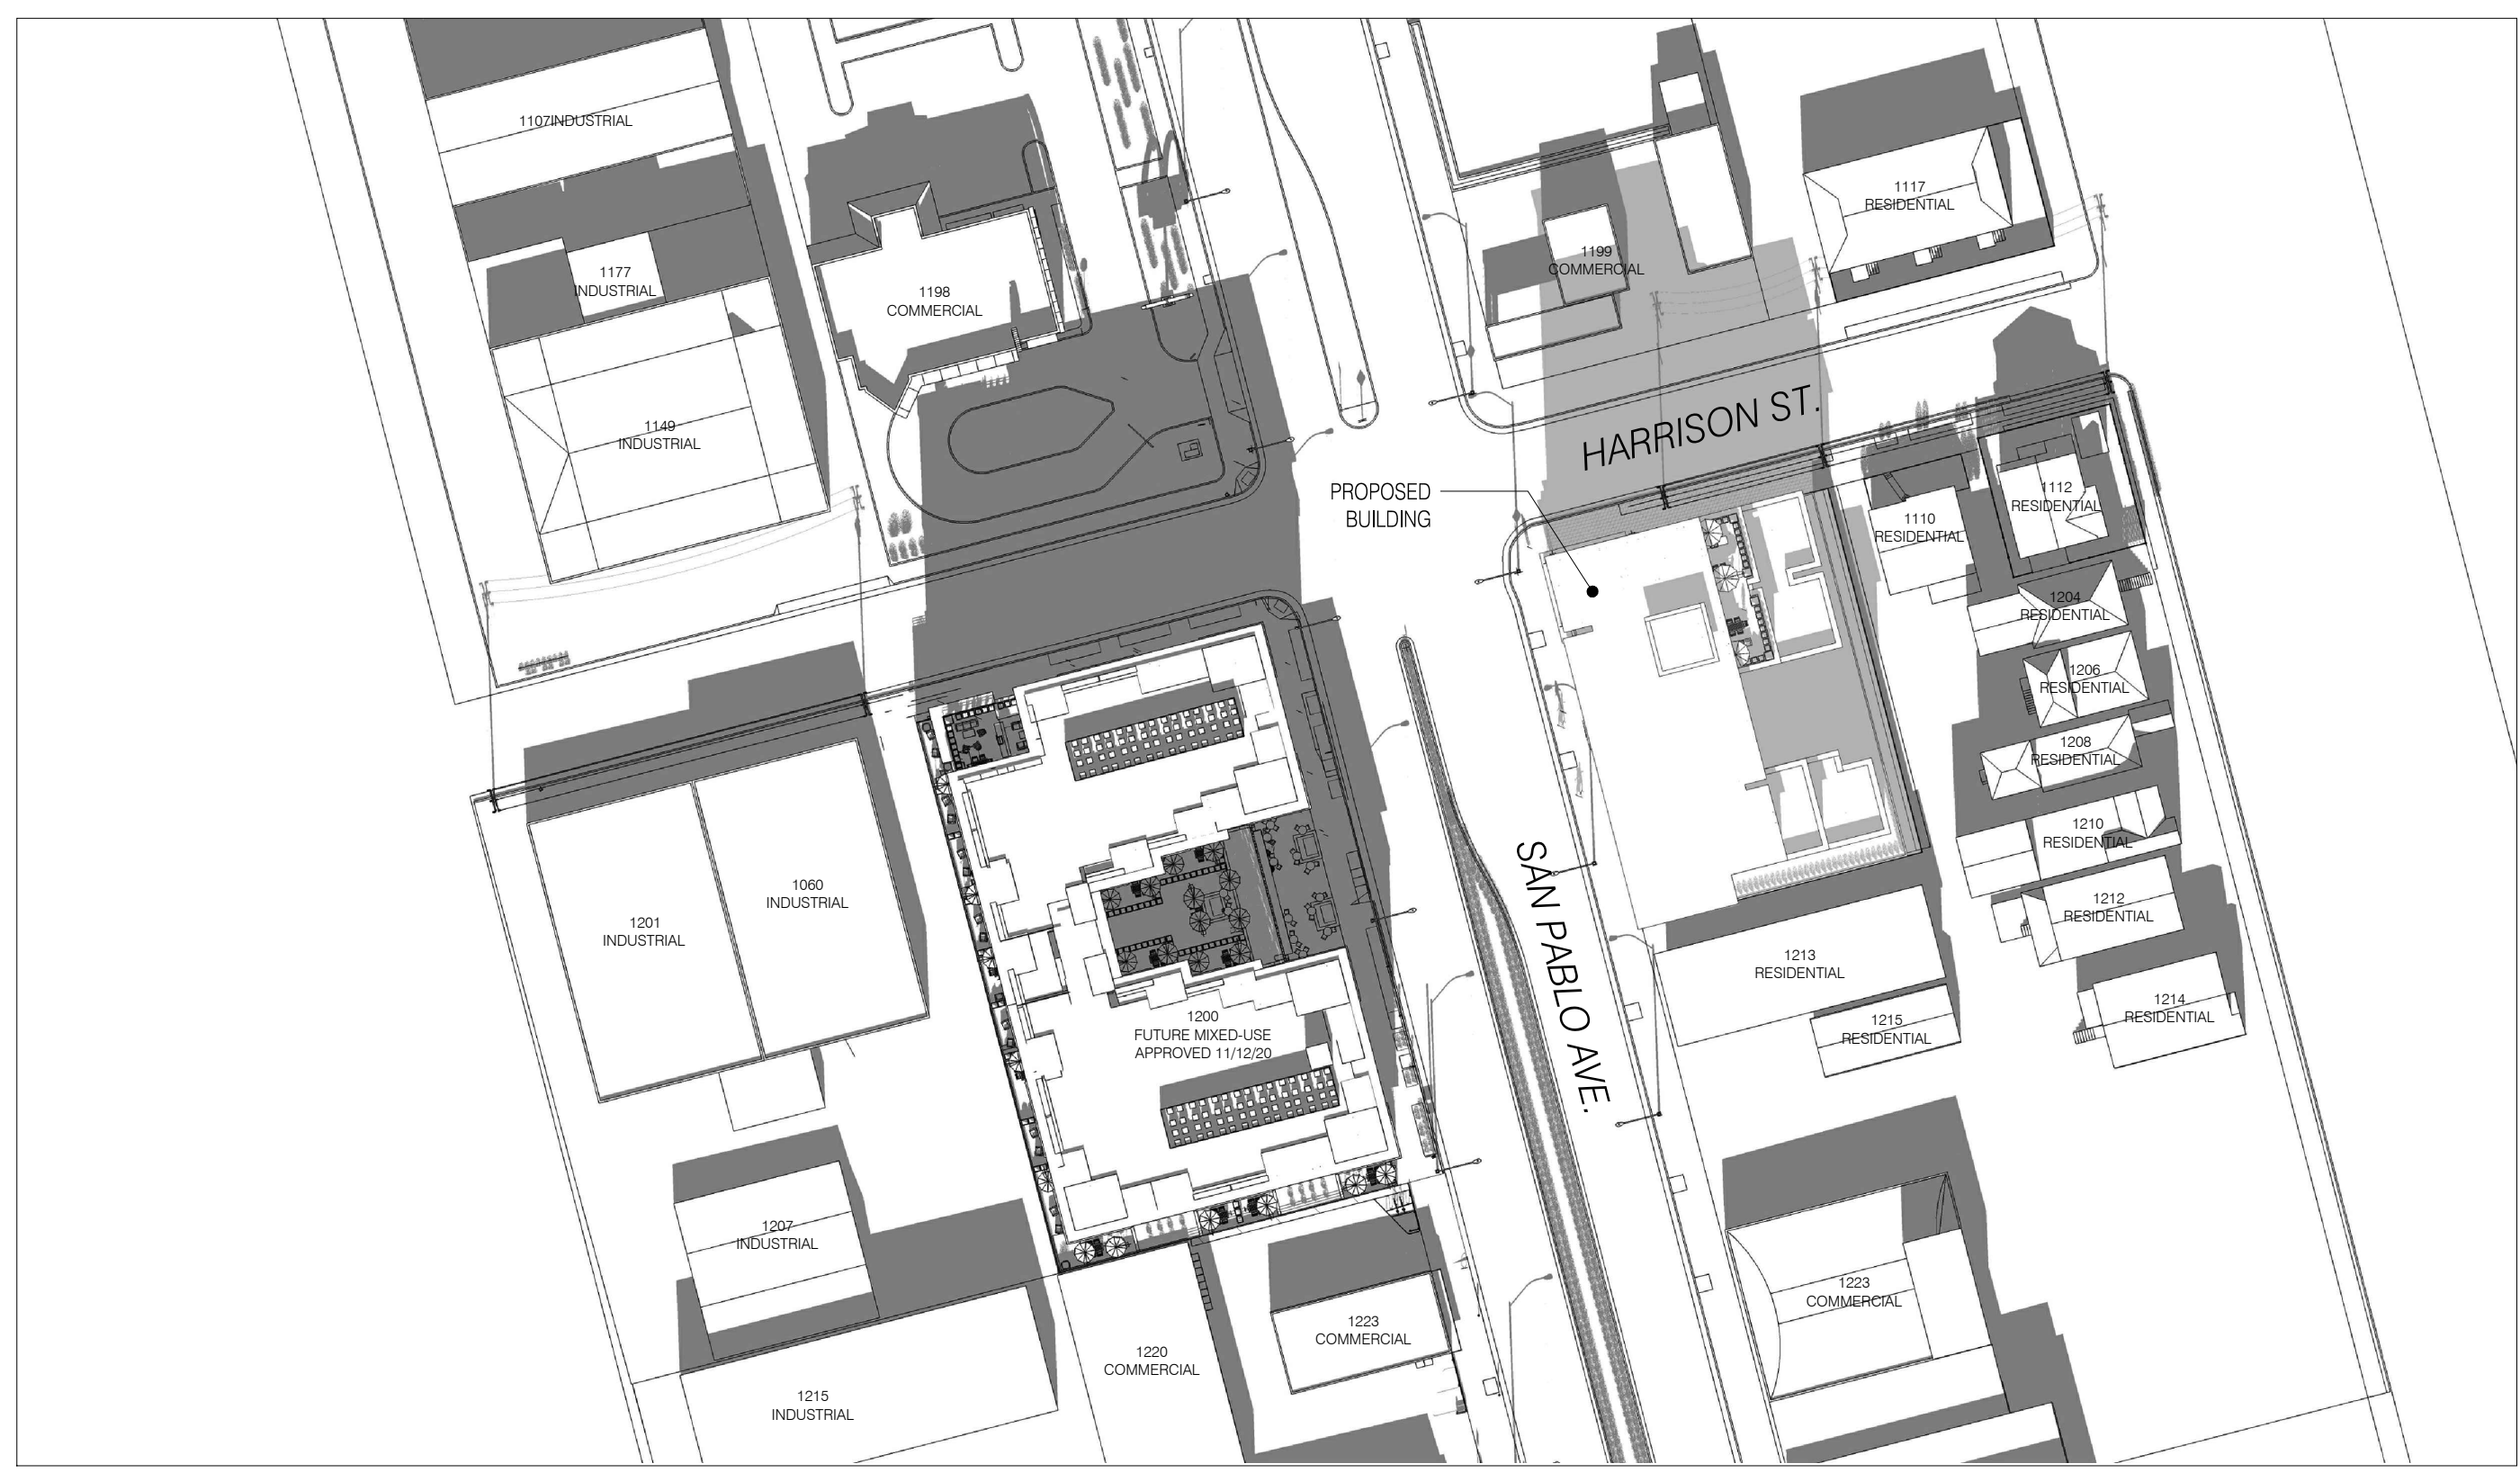 1107INDUSTRIAL
1177
INDUSTRIAL
1198
COMMERCIAL
1149
INDUSTRIAL
1199
COMMERCIAL
1117
RESIDENTIAL
HARRISON ST.
PROPOSED
BUILDING
1110
RESIDENTIAL
1112
RESIDENTIAL
1204
RESIDENTIAL
1206
RESIDENTIAL
1208
RESIDENTIAL
1210
RESIDENTIAL
1212
RESIDENTIAL
1214
RESIDENTIAL
1213
RESIDENTIAL
1215
RESIDENTIAL
SAN PABLO AVE.
1060
INDUSTRIAL
1201
INDUSTRIAL
1200
FUTURE MIXED-USE
APPROVED 11/12/20
1207
INDUSTRIAL
1215
INDUSTRIAL
1220
COMMERCIAL
1223
COMMERCIAL
1223
COMMERCIAL